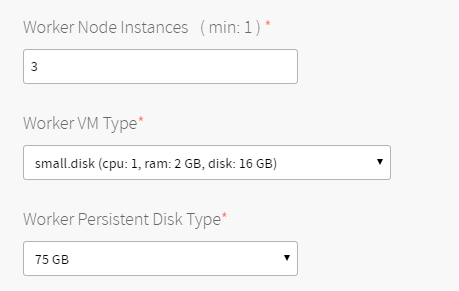 Worker Node Instances ( min: 1 ) *
3
Worker VM Type*
small.disk (cpu: 1, ram: 2 GB, disk: 16 GB)
Worker Persistent Disk Type*
75 GB